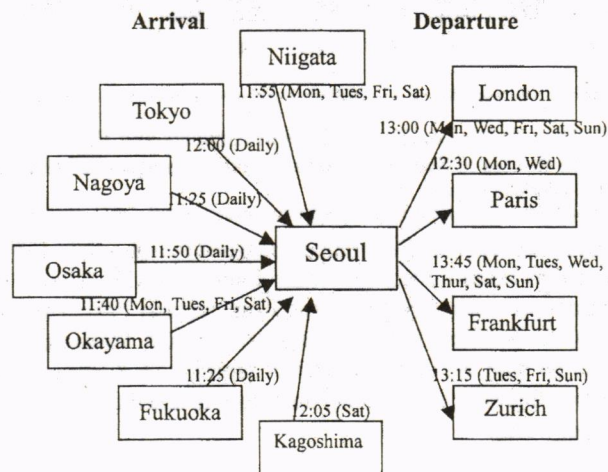 Arrival
Departure
Niigata
11:55 (Mon, Tues, Fri, Sat)
London
13:00 (Mon, Wed, Fri, Sat, Sun)
Tokyo
12:00 (Daily)
12:30 (Mon, Wed)
Paris
Nagoya
11:25 (Daily)
Seoul
11:50 (Daily)
Osaka
13:45 (Mon, Tues, Wed,
Thur, Sat, Sun)
11:40 (Mon, Tues, Fri, Sat)
Frankfurt
Okayama
11:25 (Daily)
13:15 (Tues, Fri, Sun)
Fukuoka
12:05 (Sat)
Zurich
Kagoshima